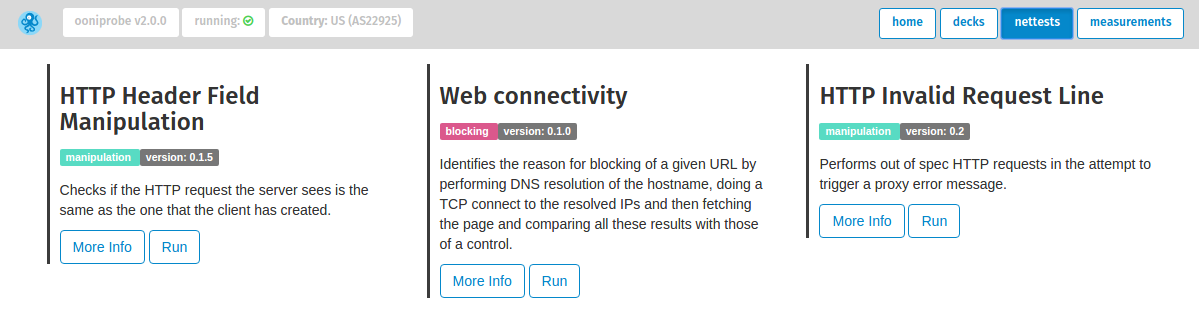 ooniprobe v2.0.0 running: Country: US (AS22925) home decks nettests measurements
HTTP Header Field
Manipulation
manipulation version: 0.1.5
Checks if the HTTP request the server sees is the
same as the one that the client has created.
More Info Run
Web connectivity
blocking version: 0.1.0
Identifies the reason for blocking of a given URL by
performing DNS resolution of the hostname, doing a
TCP connect to the resolved IPs and then fetching
the page and comparing all these results with those
of a control.
More Info Run
HTTP Invalid Request Line
manipulation version: 0.2
Performs out of spec HTTP requests in the attempt to
trigger a proxy error message.
More Info Run